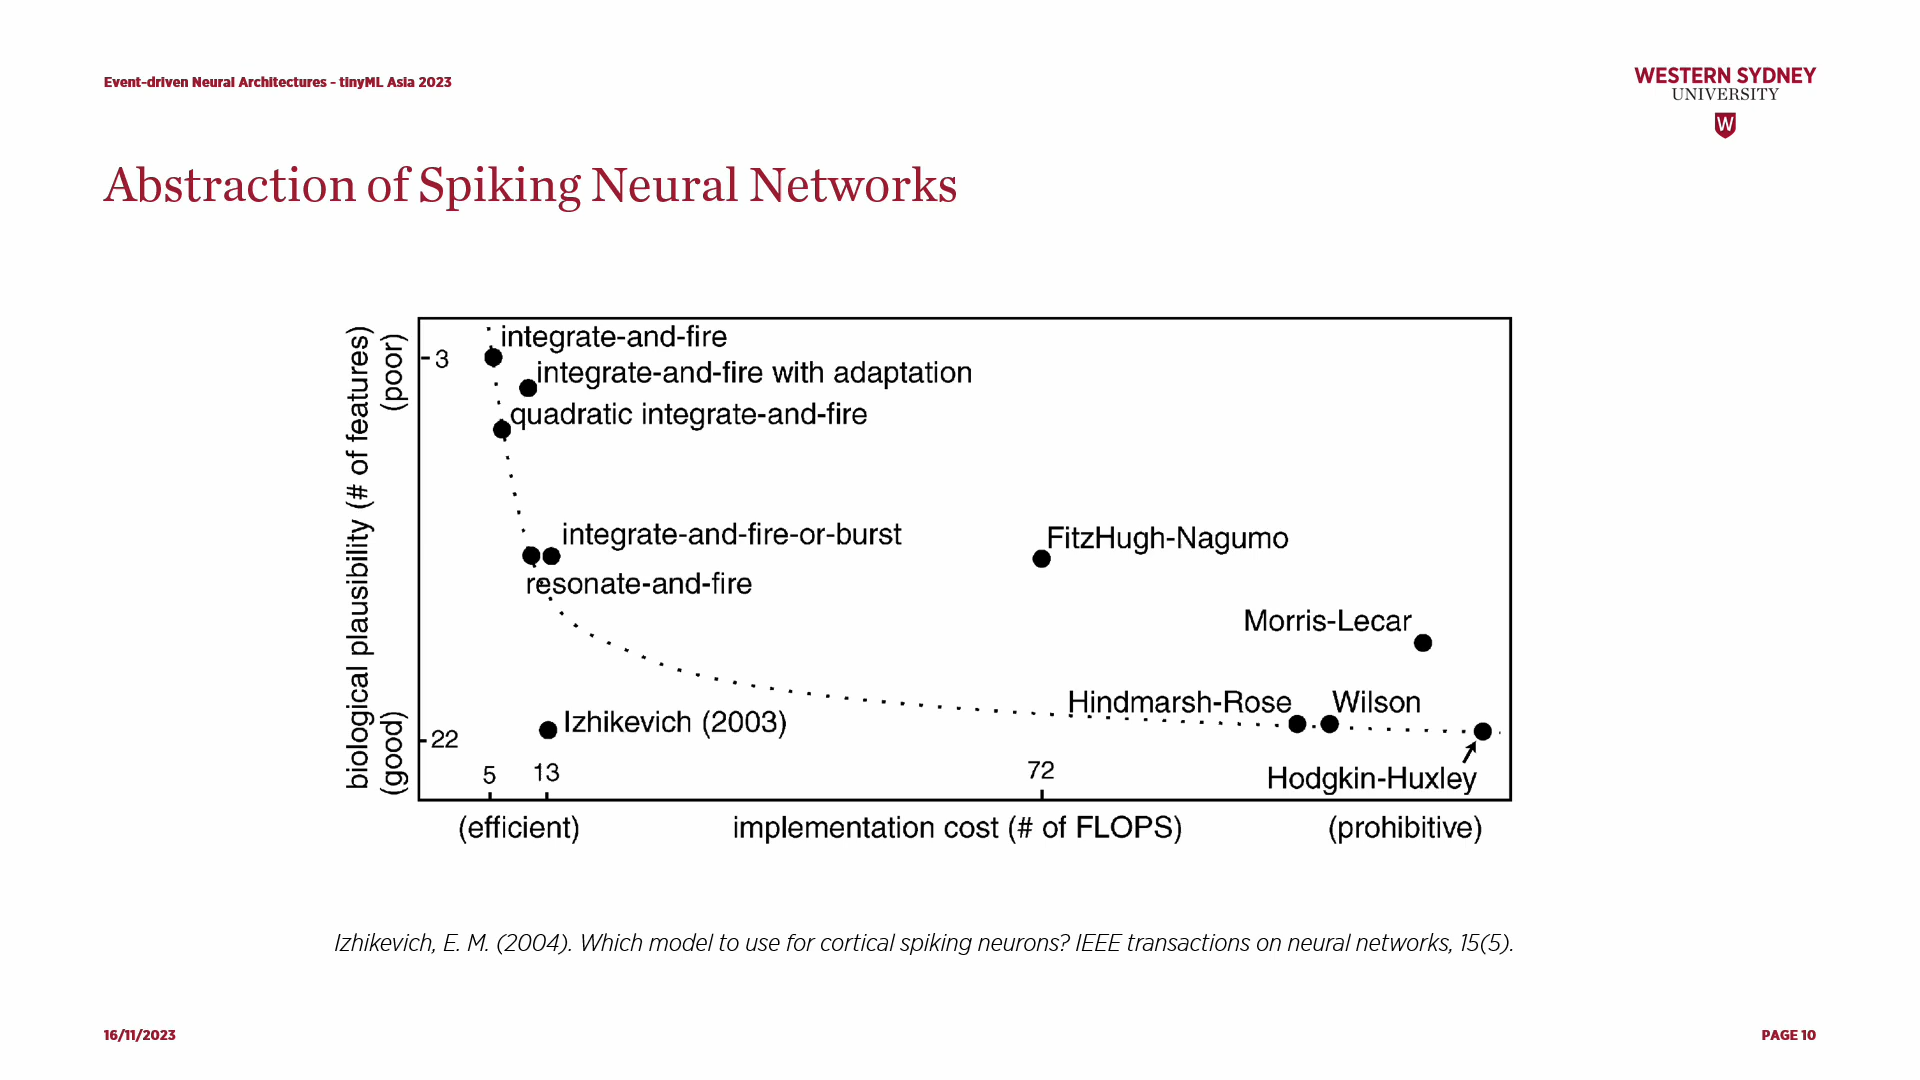 Event-driven Neural Architectures - tinyML Asia 2023
WESTERN SYDNEY
UNIVERSITY
W
Abstraction of Spiking Neural Networks
biological plausibility (# of features)
(poor)
(good)
3
22
integrate-and-fire
integrate-and-fire with adaptation
quadratic integrate-and-fire
integrate-and-fire-or-burst
resonate-and-fire
FitzHugh-Nagumo
Morris-Lecar
Hindmarsh-Rose
Wilson
Izhikevich (2003)
Hodgkin-Huxley
5
13
72
(efficient)
implementation cost (# of FLOPS)
(prohibitive)
Izhikevich, E. M. (2004). Which model to use for cortical spiking neurons? IEEE transactions on neural networks, 15(5).
16/11/2023
PAGE 10